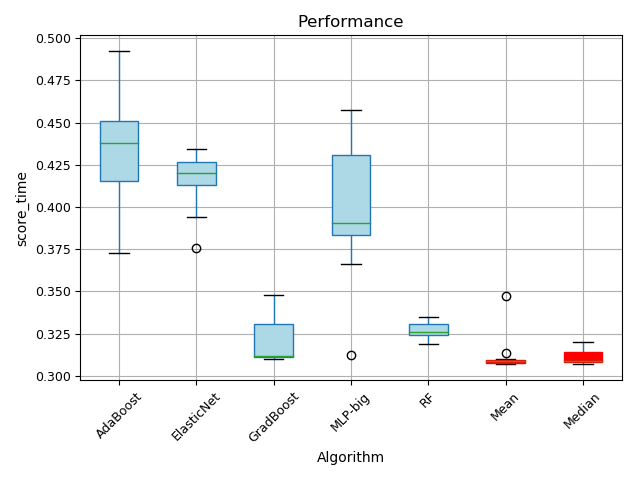 Performance
score_time
0.500
0.475
0.450
0.425
0.400
0.375
0.350
0.325
0.300
AdaBoost
ElasticNet
GradBoost
MLP-big
RF
Mean
Median
Algorithm